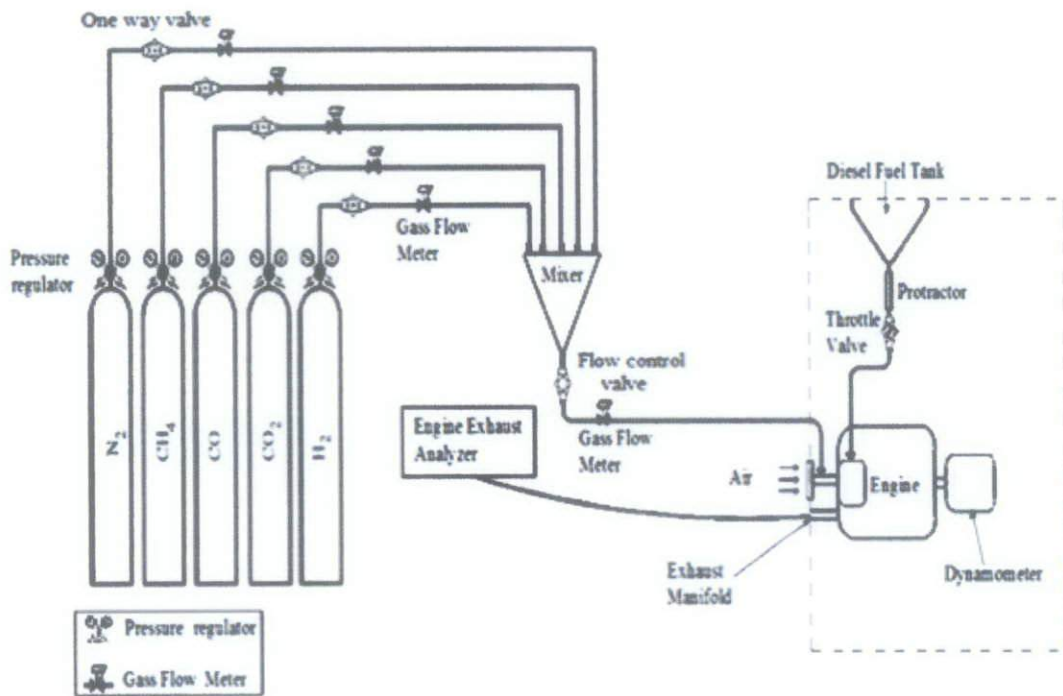 One way valve
Diesel Fuel Tank
Gass Flow
Meter
Pressure
regulator
Mixer
Protractor
Throttle
Valve
Flow control
valve
N2
CH4
CO
CO2
H2
Engine Exhaust
Analyzer
Gass Flow
Meter
Air
Engine
Exhaust
Manifold
Dynamometer
Pressure regulator
Gass Flow Meter